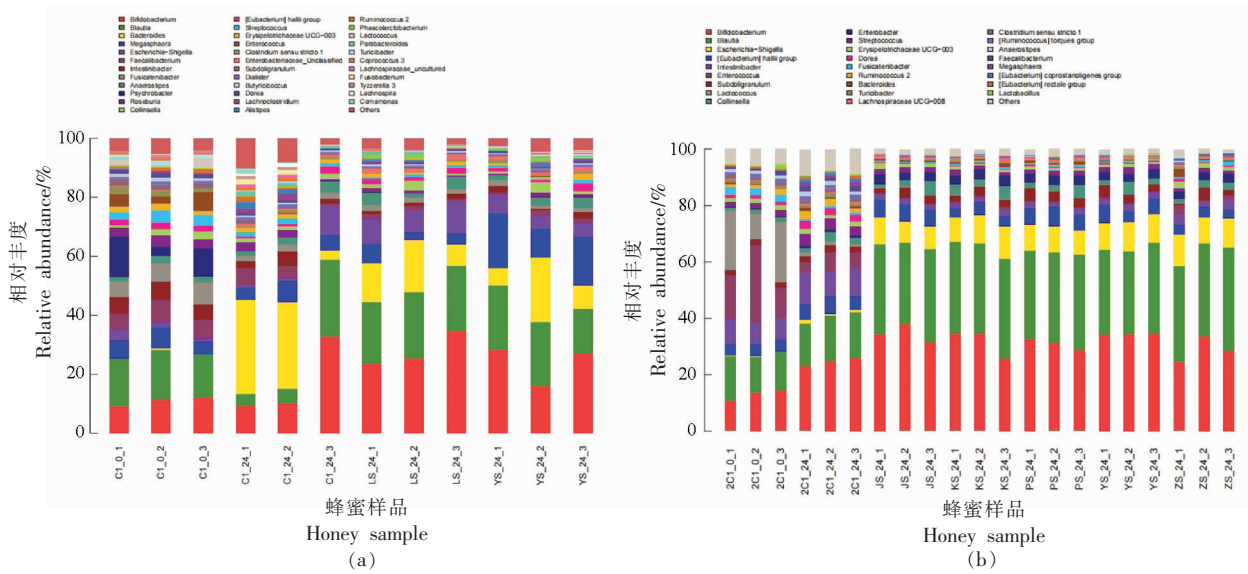 Bifidobacterium
Blautia
Bacteroides
Megasphaera
Escherichia-Shigella
Faecalibacterium
Intestinibacter
Fusicatenibacter
Anaerostipes
Psychrobacter
Roseburia
Collinsella
[Eubacterium] hallii group
Streptococcus
Erysipelotrichaceae UCG-003
Enterococcus
Clostridium sensu stricto 1
Enterobacteriaceae_Unclassified
Subdoligranulum
Dialister
Butyricicoccus
Dorea
Lachnoclostridium
Alistipes
Ruminococcus 2
Phascolarctobacterium
Lactococcus
Parabacteroides
Turicibacter
Coprococcus 3
Lachnospiraceae_uncultured
Fusobacterium
Tyzzerella 3
Lachnospira
Comamonas
Others
100
80
60
40
20
0
相对丰度/%
Relative abundance/%
C1_0_1
C1_0_2
C1_0_3
C1_24_1
C1_24_2
C1_24_3
LS_24_1
LS_24_2
LS_24_3
YS_24_1
YS_24_2
YS_24_3
蜂蜜样品
Honey sample
(a)
Bifidobacterium
Blautia
Escherichia-Shigella
[Eubacterium] hallii group
Intestinibacter
Enterococcus
Subdoligranulum
Lactococcus
Collinsella
Enterobacter
Streptococcus
Erysipelotrichaceae UCG-003
Dorea
Fusicatenibacter
Ruminococcus 2
Bacteroides
Turicibacter
Lachnospiraceae UCG-008
Clostridium sensu stricto 1
[Ruminococcus] torques group
Anaerostipes
Faecalibacterium
Megasphaera
[Eubacterium] coprostanoligenes group
[Eubacterium] rectale group
Lactobacillus
Others
100
80
60
40
20
0
相对丰度/%
Relative abundance/%
2C1_0_1
2C1_0_2
2C1_0_3
2C1_24_1
2C1_24_2
2C1_24_3
JS_24_1
JS_24_2
JS_24_3
KS_24_1
KS_24_2
KS_24_3
PS_24_1
PS_24_2
PS_24_3
YS_24_1
YS_24_2
YS_24_3
ZS_24_1
ZS_24_2
ZS_24_3
蜂蜜样品
Honey sample
(b)